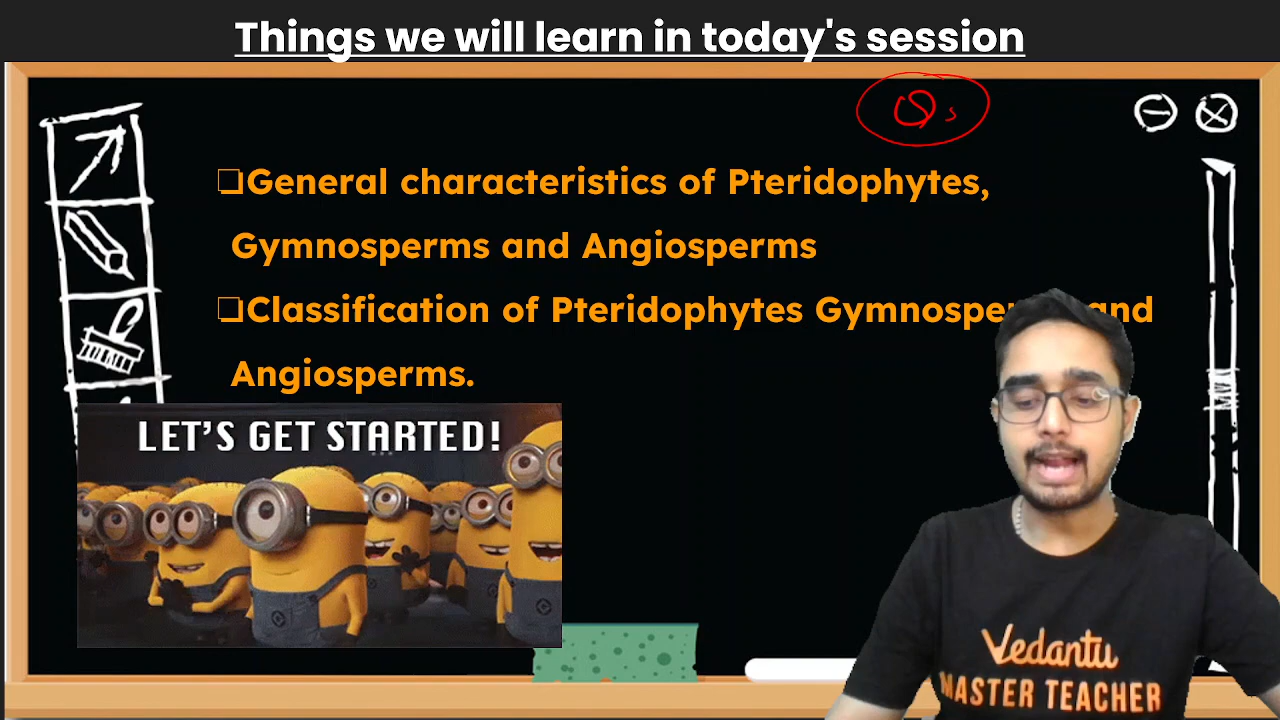 Things we will learn in today's session
❑General characteristics of Pteridophytes,
Gymnosperms and Angiosperms
❑Classification of Pteridophytes and
Angiosperms.
LET'S GET STARTED!
Vedantu
MASTER TEACHER